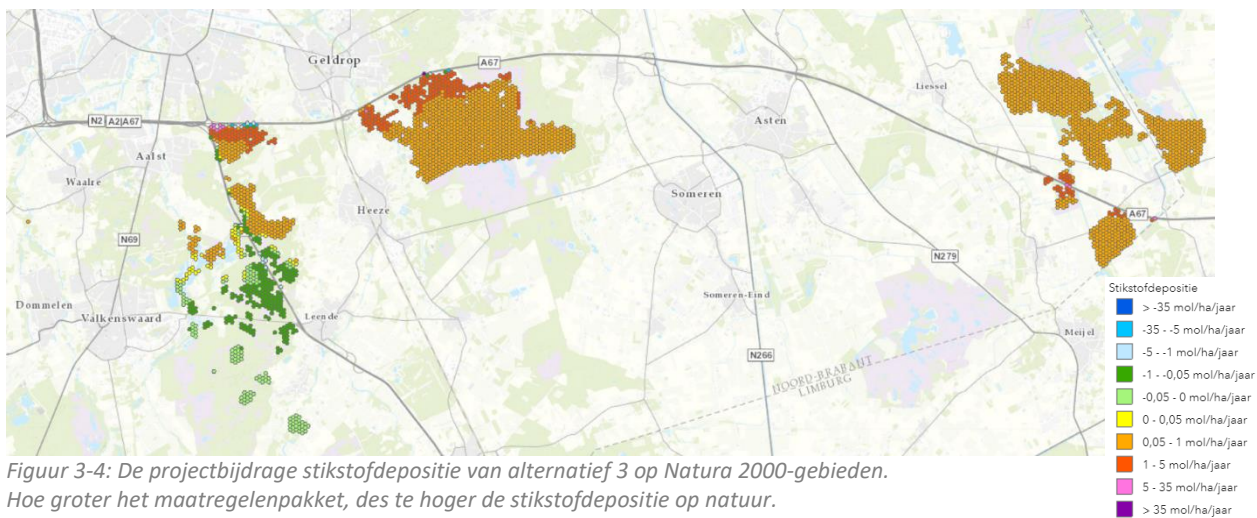 Geldrop
A67
Liessel
N2 A2|A67
Asten
Aalst
Waalre
Someren
Heeze
A67
N69
N279
Stikstofdepositie
Dommelen
Someren-Eind
> -35 mol/ha/jaar
Valkenswaard
Leende
Meijel
-35 - -5 mol/ha/jaar
N266
-5 - -1 mol/ha/jaar
NOORD-BRABANT
LIMBURG
-1 - -0,05 mol/ha/jaar
-0,05 - 0 mol/ha/jaar
0 - 0,05 mol/ha/jaar
0,05 - 1 mol/ha/jaar
1 - 5 mol/ha/jaar
5 - 35 mol/ha/jaar
> 35 mol/ha/jaar
Figuur 3-4: De projectbijdrage stikstofdepositie van alternatief 3 op Natura 2000-gebieden.
Hoe groter het maatregelenpakket, des te hoger de stikstofdepositie op natuur.